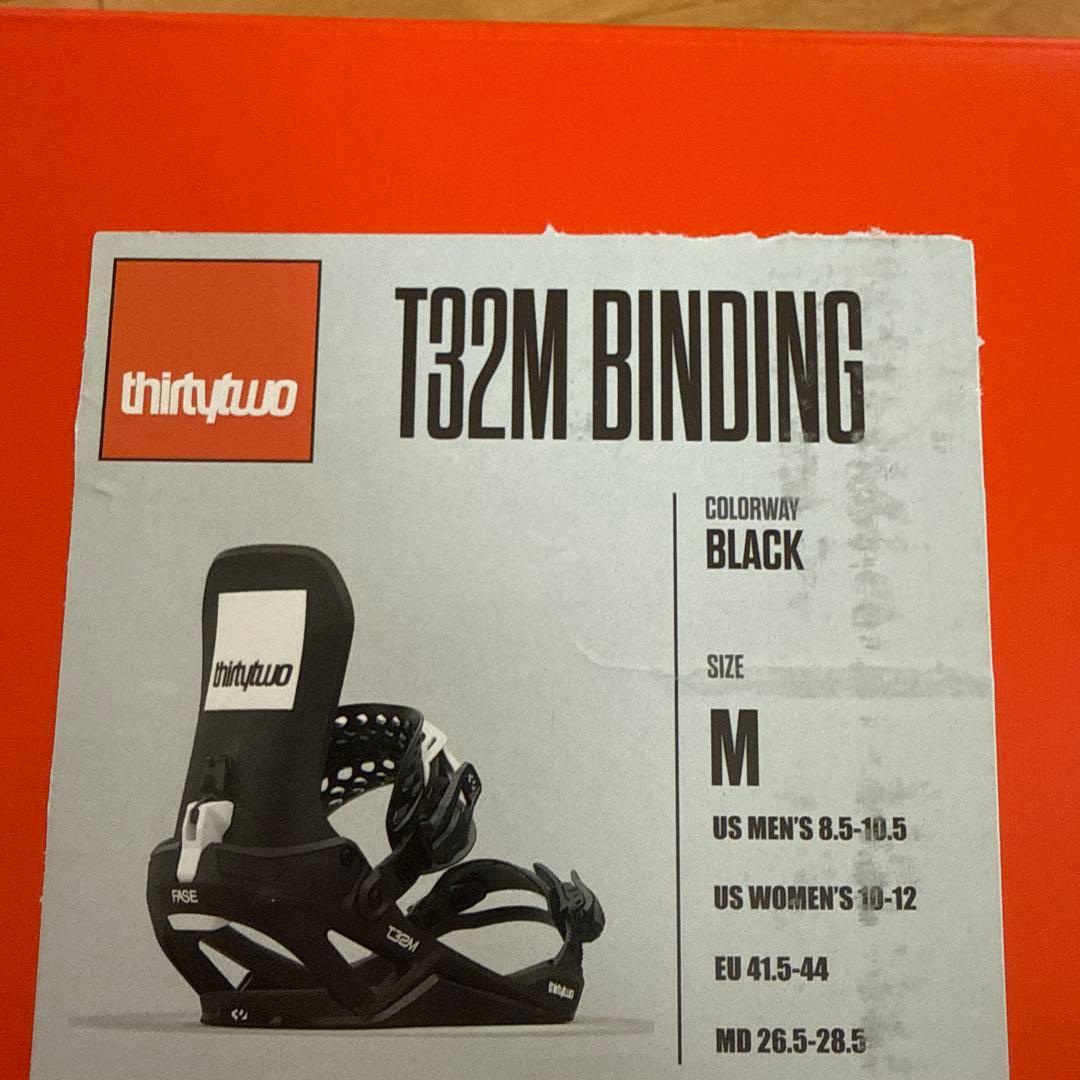 thirtytwo
T32M BINDING
COLORWAY
BLACK
SIZE
M
US MEN'S 8.5-10.5
US WOMEN'S 10-12
EU 41.5-44
MD 26.5-28.5
thirtytwo
FASE
T32M
thirtytwo